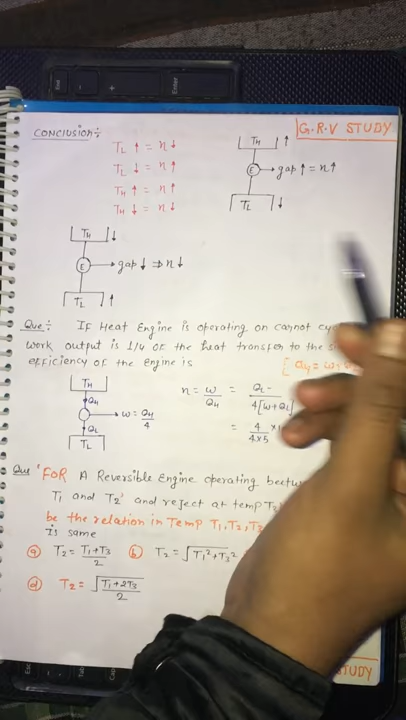 G.R.V STUDY
CONCLUSION:-
TL ↑ = n ↓
TL ↓ = n ↑
TH ↑ = n ↑
TH ↓ = n ↓
TH ↑
E → gap ↑ = n ↑
TL ↓
TH ↓
E → gap ↓ ⇒ n ↓
TL ↑
Que:- IF Heat Engine is operating on carnot
work output is 1/4 of the heat transfer to the
efficiency of the Engine is
TH
QH
w = QH/4
QL
TL
n = w/QH = QL/4[w+QL]
= 4/4×5
Que 'FOR A Reversible Engine operating
T1 and T2' and reject at temp
be the relation in Temp T1, T2,
is same
(a) T2 = T1+T3/2 (b) T2 = √T1²+T3²
(d) T2 = √T1+2T3/2
STUDY
Enter